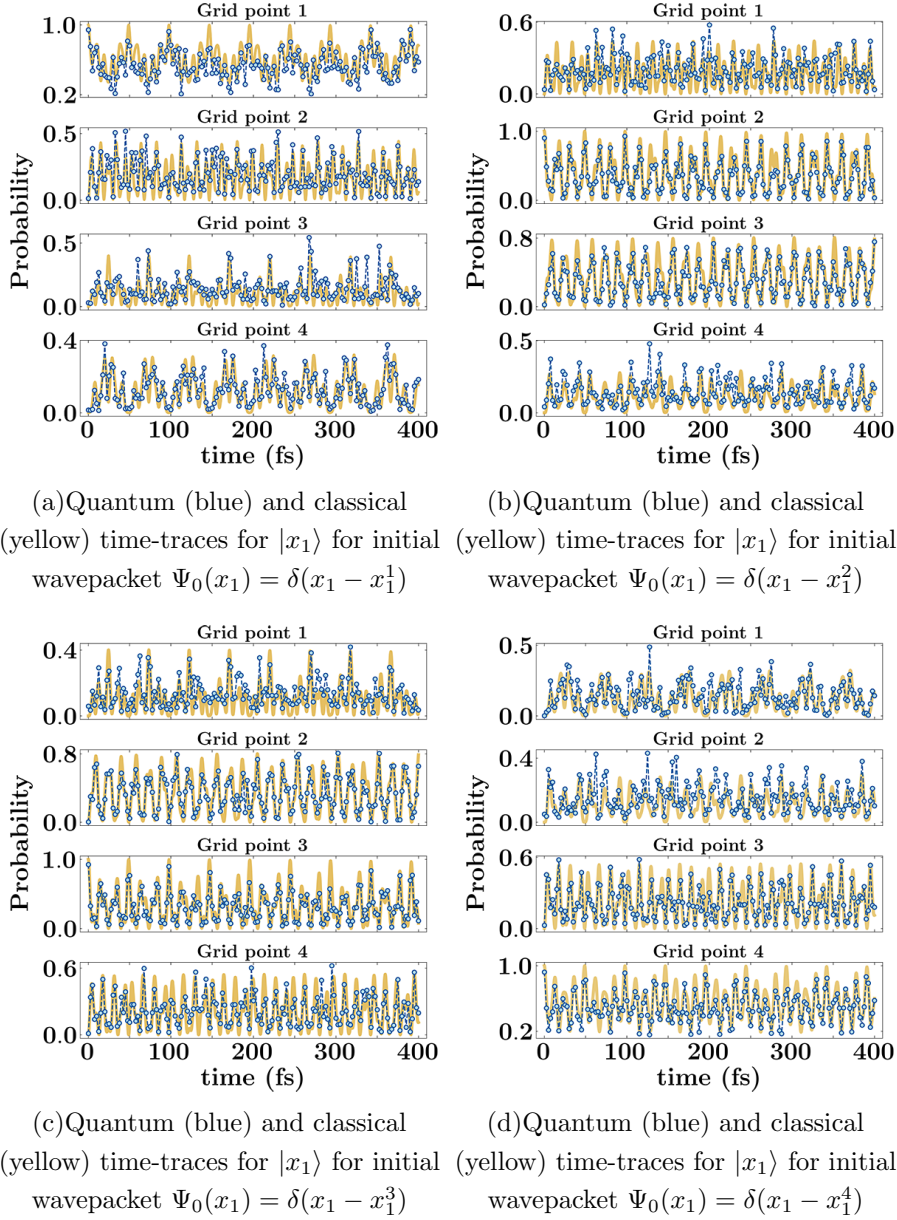 Grid point 1
1.0
0.2
Grid point 2
0.5
0.0
Grid point 3
0.5
0.0
Grid point 4
0.4
0.0
0 100 200 300 400
time (fs)
Probability
(a)Quantum (blue) and classical
(yellow) time-traces for |x₁⟩ for initial
wavepacket Ψ₀(x₁) = δ(x₁ − x₁¹)
Grid point 1
0.6
0.0
Grid point 2
1.0
0.0
Grid point 3
0.8
0.0
Grid point 4
0.5
0.0
0 100 200 300 400
time (fs)
Probability
(b)Quantum (blue) and classical
(yellow) time-traces for |x₁⟩ for initial
wavepacket Ψ₀(x₁) = δ(x₁ − x₁²)
Grid point 1
0.4
0.0
Grid point 2
0.8
0.0
Grid point 3
1.0
0.0
Grid point 4
0.6
0.0
0 100 200 300 400
time (fs)
Probability
(c)Quantum (blue) and classical
(yellow) time-traces for |x₁⟩ for initial
wavepacket Ψ₀(x₁) = δ(x₁ − x₁³)
Grid point 1
0.5
0.0
Grid point 2
0.4
0.0
Grid point 3
0.6
0.0
Grid point 4
1.0
0.2
0 100 200 300 400
time (fs)
Probability
(d)Quantum (blue) and classical
(yellow) time-traces for |x₁⟩ for initial
wavepacket Ψ₀(x₁) = δ(x₁ − x₁⁴)